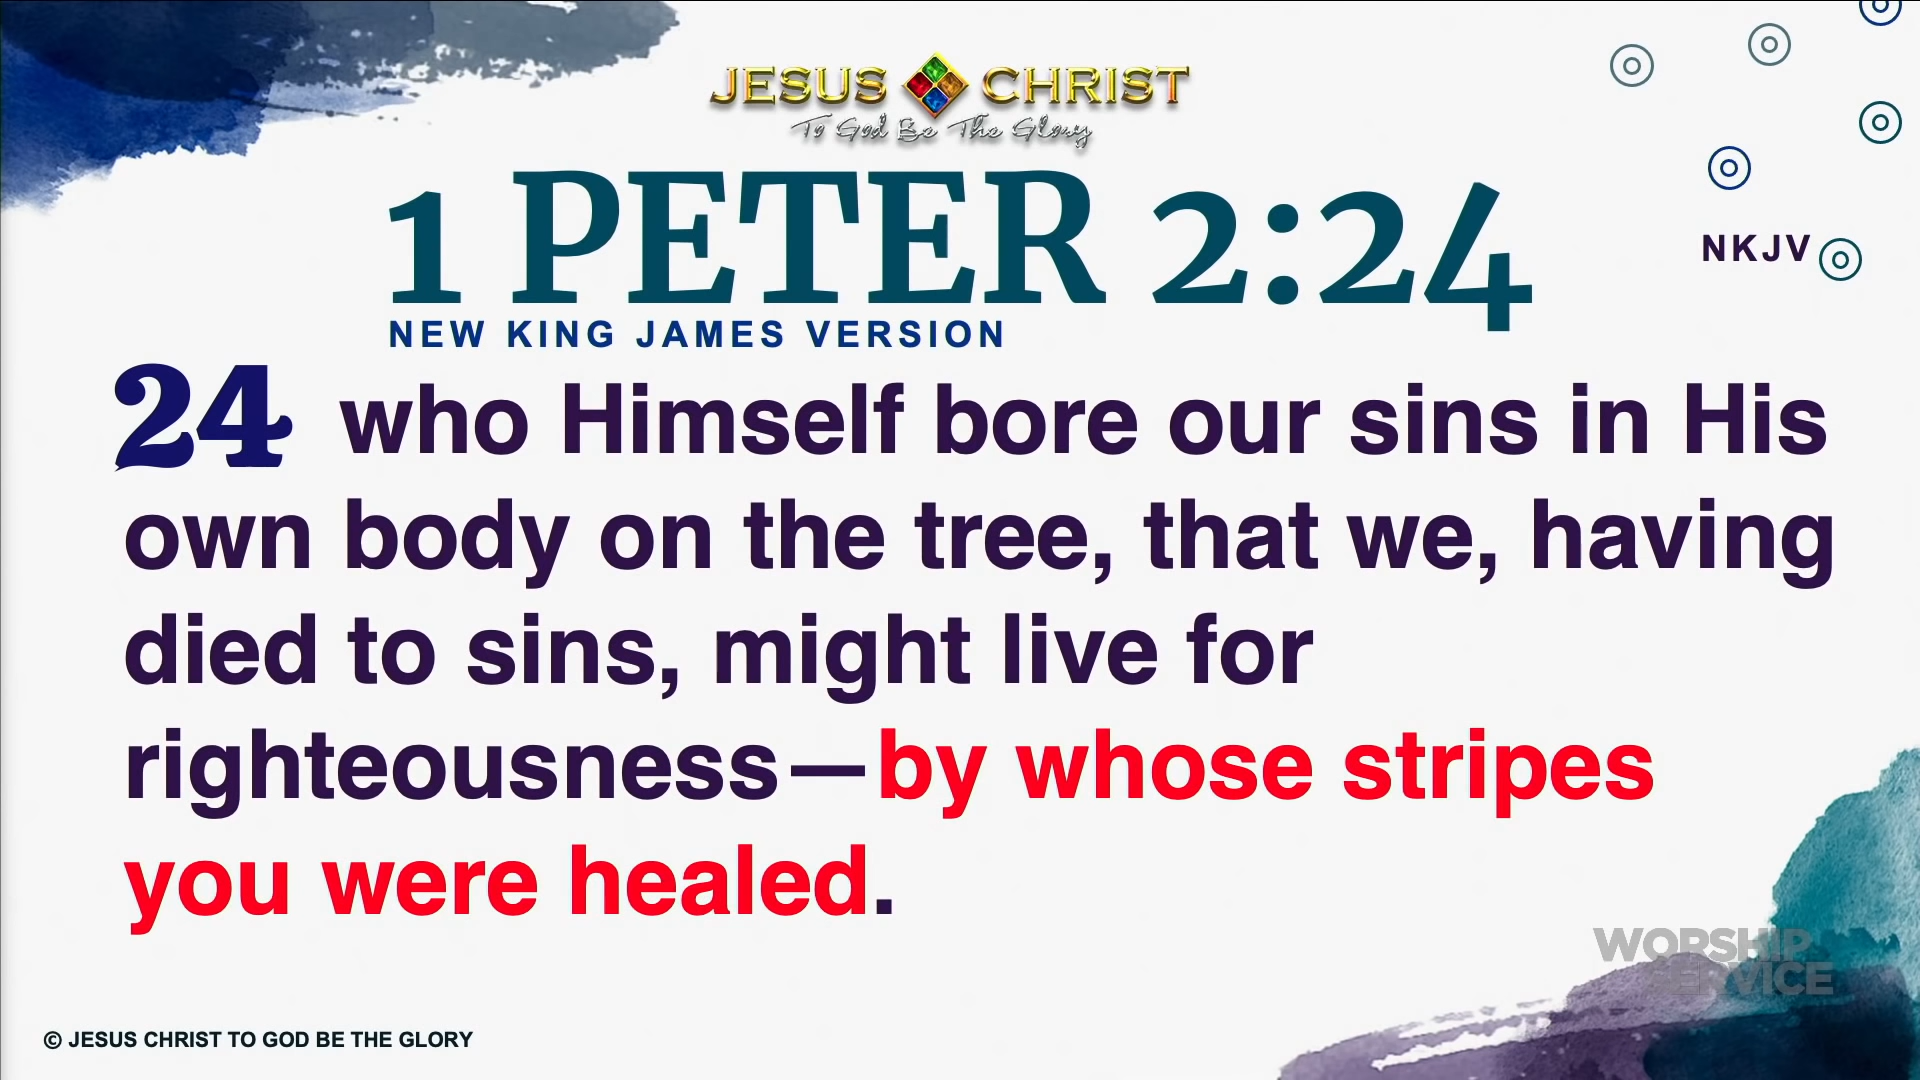 JESUS CHRIST
To God Be The Glory
1 PETER 2:24
NKJV
NEW KING JAMES VERSION
24 who Himself bore our sins in His
own body on the tree, that we, having
died to sins, might live for
righteousness—by whose stripes
you were healed.
WORSHIP
SERVICE
© JESUS CHRIST TO GOD BE THE GLORY